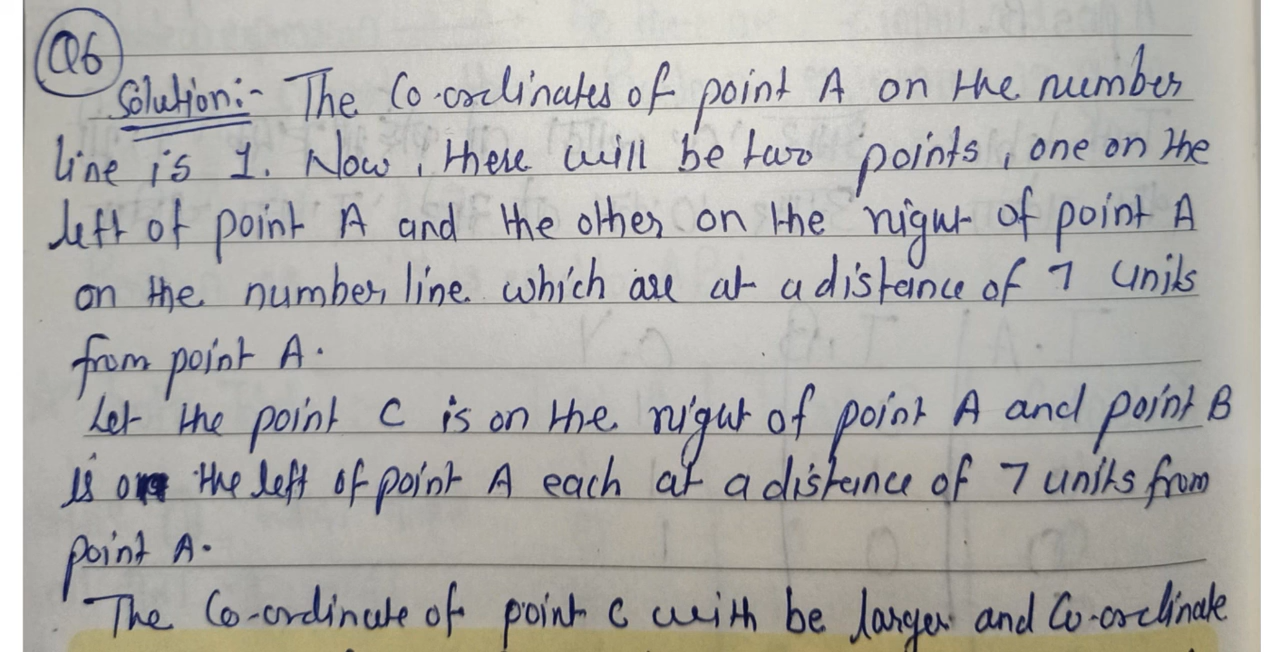 Q6
Solution:- The Co-ordinates of point A on the number
line is 1. Now, there will be two points, one on the
left of point A and the other on the right of point A
on the number line which are at a distance of 7 units
from point A.
Let the point C is on the right of point A and point B
is on the left of point A each at a distance of 7 units from
point A.
The Co-ordinate of point C with be larger and Co-ordinate